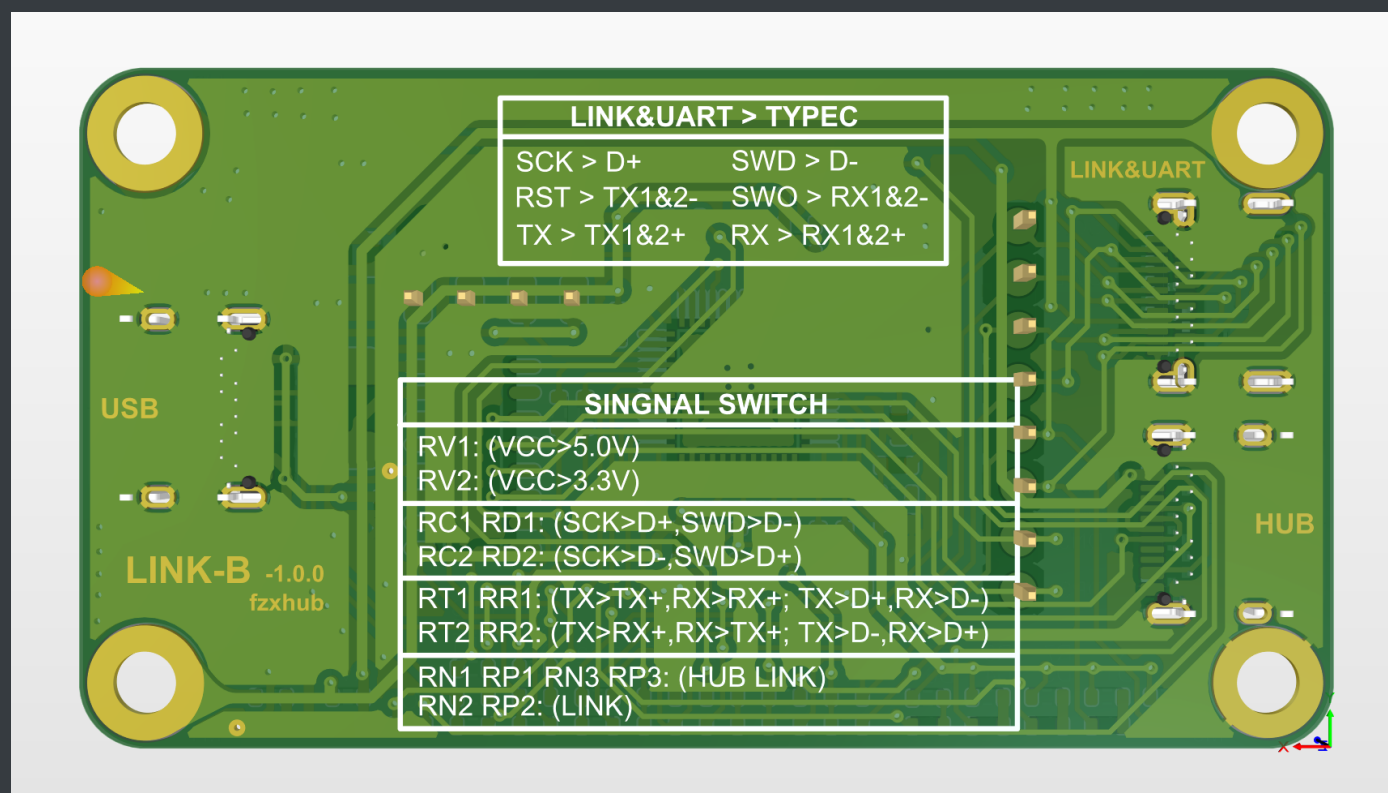 LINK&UART > TYPEC
SCK > D+ SWD > D-
RST > TX1&2- SWO > RX1&2-
TX > TX1&2+ RX > RX1&2+
LINK&UART
USB
SINGNAL SWITCH
RV1: (VCC>5.0V)
RV2: (VCC>3.3V)
RC1 RD1: (SCK>D+,SWD>D-)
RC2 RD2: (SCK>D-,SWD>D+)
RT1 RR1: (TX>TX+,RX>RX+; TX>D+,RX>D-)
RT2 RR2: (TX>RX+,RX>TX+; TX>D-,RX>D+)
RN1 RP1 RN3 RP3: (HUB LINK)
RN2 RP2: (LINK)
HUB
LINK-B -1.0.0
fzxhub
X